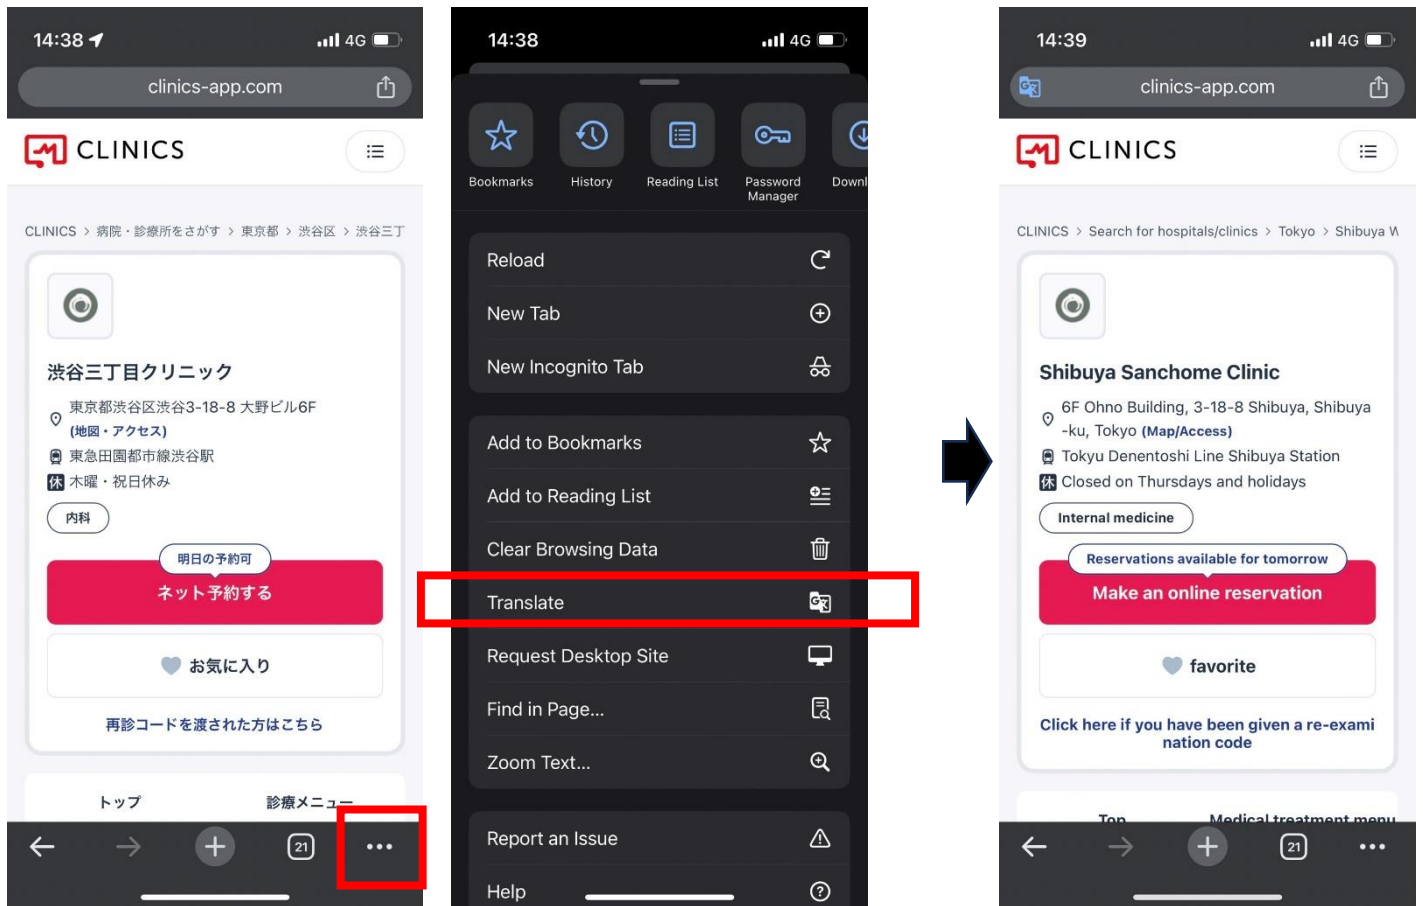 14:38
4G
clinics-app.com
CLINICS
CLINICS > 病院・診療所をさがす > 東京都 > 渋谷区 > 渋谷三丁
渋谷三丁目クリニック
東京都渋谷区渋谷3-18-8 大野ビル6F
(地図・アクセス)
東急田園都市線渋谷駅
休 木曜・祝日休み
内科
明日の予約可
ネット予約する
お気に入り
再診コードを渡された方はこちら
トップ 診療メニュー
21
14:38
4G
Bookmarks
History
Reading List
Password
Manager
Downl
Reload
New Tab
New Incognito Tab
Add to Bookmarks
Add to Reading List
Clear Browsing Data
Translate
Request Desktop Site
Find in Page...
Zoom Text...
Report an Issue
Help
14:39
4G
clinics-app.com
CLINICS
CLINICS > Search for hospitals/clinics > Tokyo > Shibuya W
Shibuya Sanchome Clinic
6F Ohno Building, 3-18-8 Shibuya, Shibuya
-ku, Tokyo (Map/Access)
Tokyu Denentoshi Line Shibuya Station
休 Closed on Thursdays and holidays
Internal medicine
Reservations available for tomorrow
Make an online reservation
favorite
Click here if you have been given a re-exami
nation code
Top Medical treatment menu
21